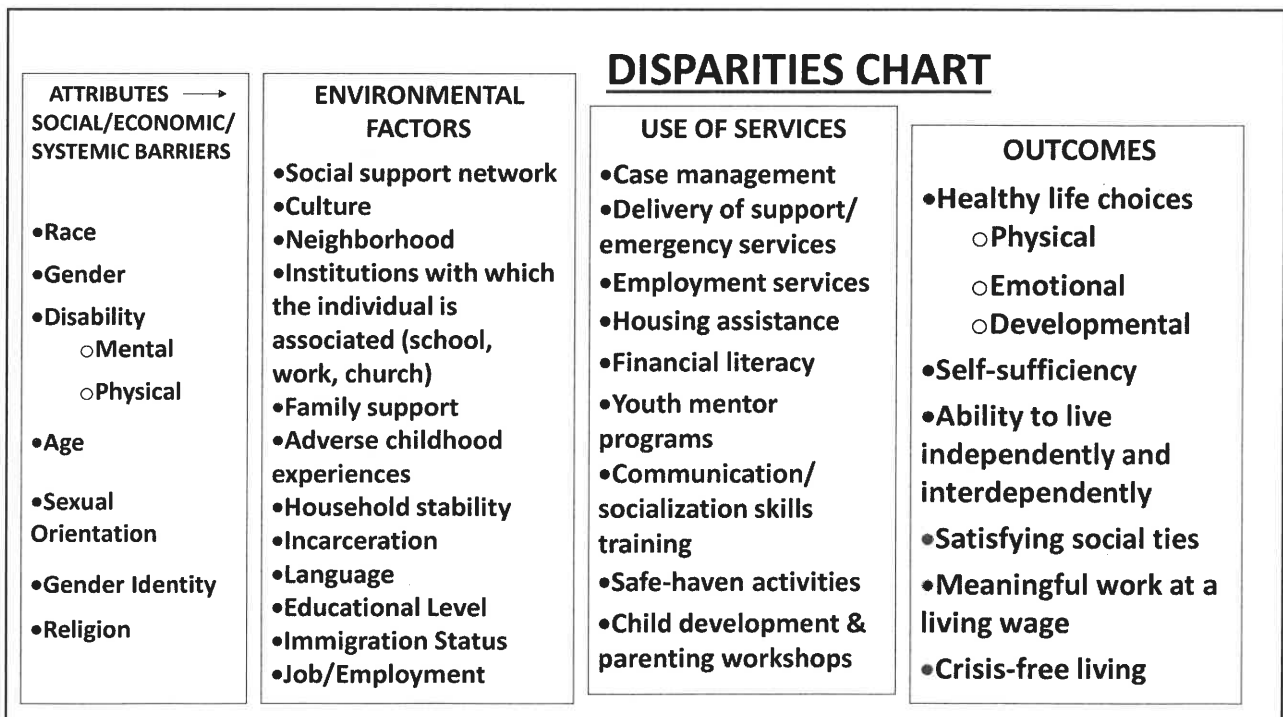 DISPARITIES CHART
ATTRIBUTES →
SOCIAL/ECONOMIC/
SYSTEMIC BARRIERS
•Race
•Gender
•Disability
○Mental
○Physical
•Age
•Sexual
Orientation
•Gender Identity
•Religion
ENVIRONMENTAL
FACTORS
•Social support network
•Culture
•Neighborhood
•Institutions with which
the individual is
associated (school,
work, church)
•Family support
•Adverse childhood
experiences
•Household stability
•Incarceration
•Language
•Educational Level
•Immigration Status
•Job/Employment
USE OF SERVICES
•Case management
•Delivery of support/
emergency services
•Employment services
•Housing assistance
•Financial literacy
•Youth mentor
programs
•Communication/
socialization skills
training
•Safe-haven activities
•Child development &
parenting workshops
OUTCOMES
•Healthy life choices
○Physical
○Emotional
○Developmental
•Self-sufficiency
•Ability to live
independently and
interdependently
•Satisfying social ties
•Meaningful work at a
living wage
•Crisis-free living